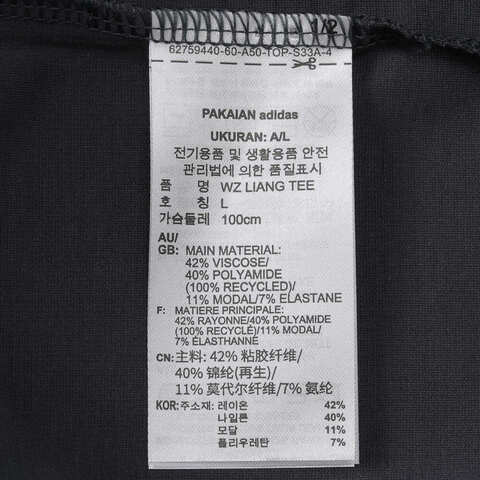 1/2
62759440-60-A50-TOP-S33A-4
PAKAIAN adidas
UKURAN: A/L
전기용품 및 생활용품 안전
관리법에 의한 품질표시
품 명 WZ LIANG TEE
호 칭 L
가슴둘레 100cm
AU/
GB: MAIN MATERIAL:
42% VISCOSE/
40% POLYAMIDE
(100% RECYCLED)/
11% MODAL/7% ELASTANE
F: MATIERE PRINCIPALE:
42% RAYONNE/40% POLYAMIDE
(100% RECYCLÉ)/11% MODAL/
7% ÉLASTHANNE
CN: 主料: 42% 粘胶纤维/
40% 锦纶(再生)/
11% 莫代尔纤维/7% 氨纶
KOR: 주소재: 레이온 42%
나일론 40%
모달 11%
폴리우레탄 7%